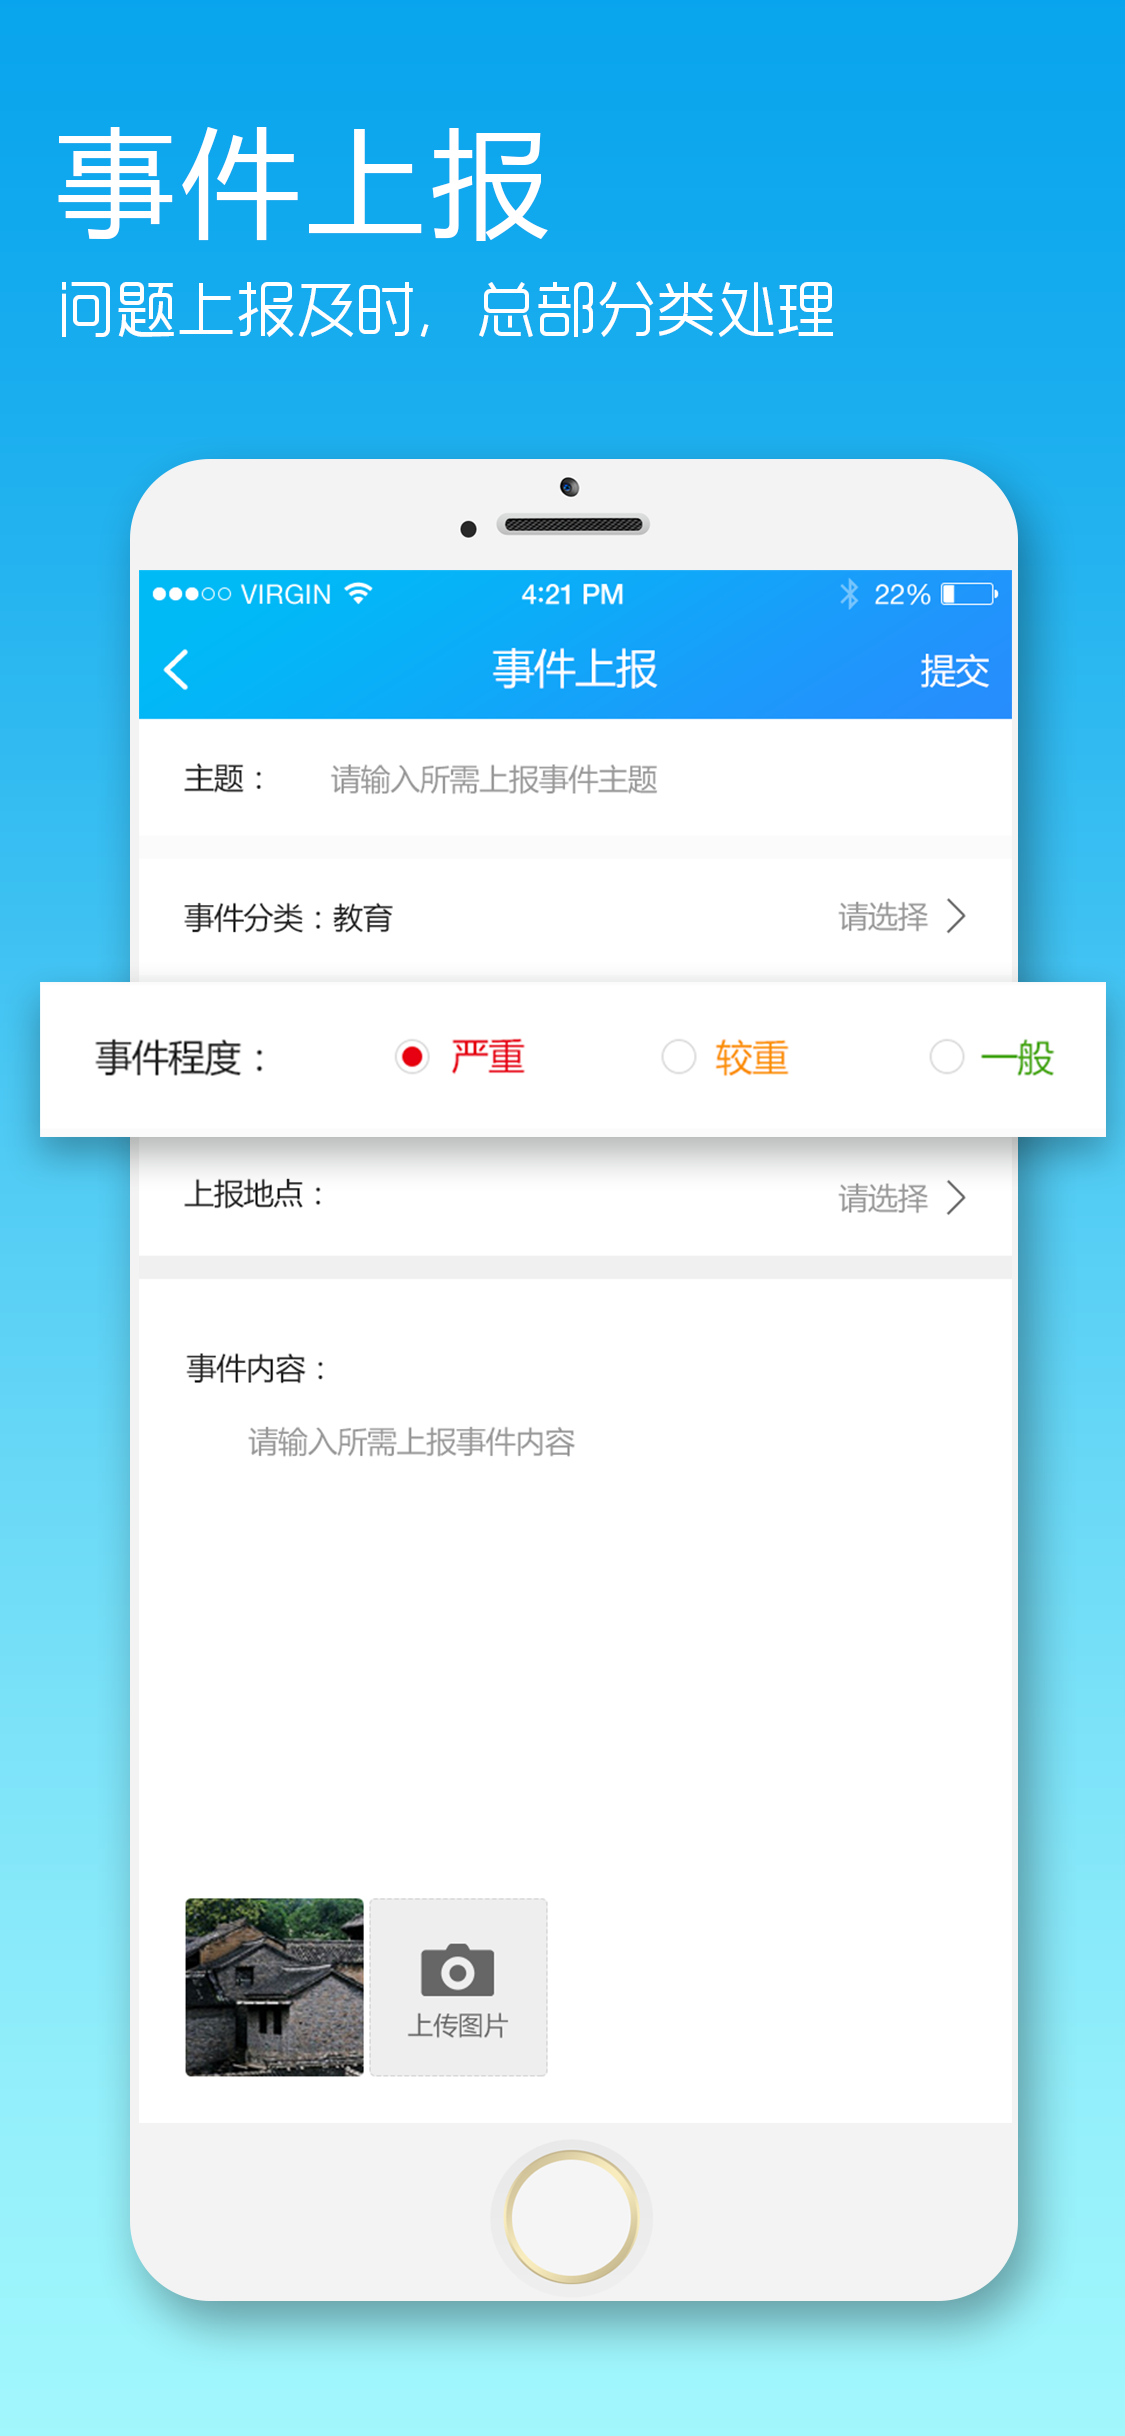 事件上报
问题上报及时，总部分类处理
VIRGIN 4:21 PM 22%
事件上报 提交
主题： 请输入所需上报事件主题
事件分类：教育 请选择
事件程度： 严重 较重 一般
上报地点： 请选择
事件内容：
请输入所需上报事件内容
上传图片